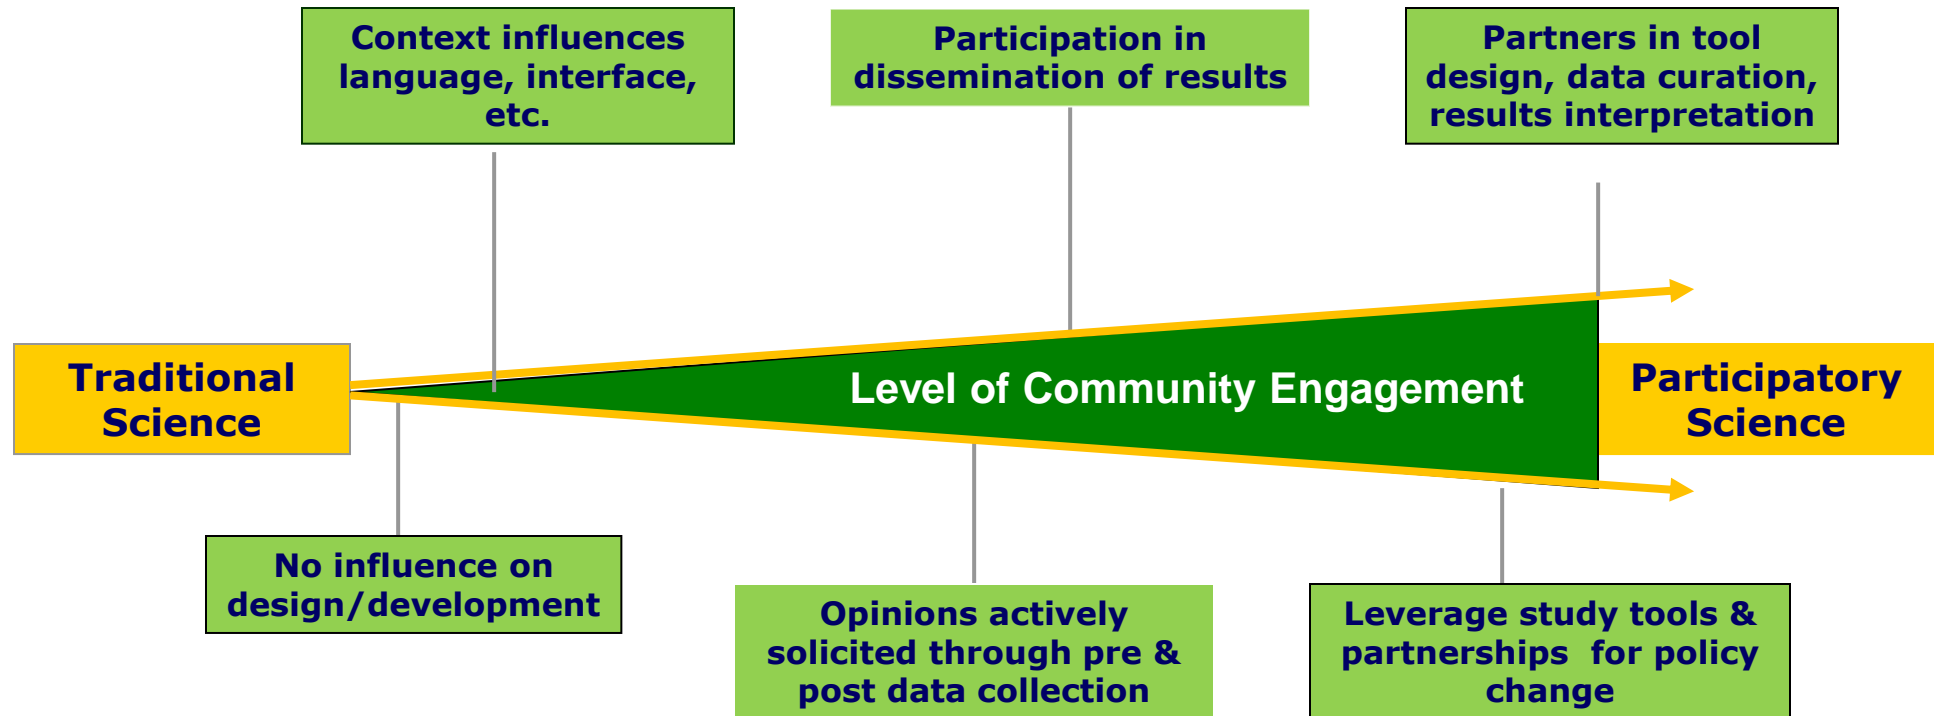 Context influences
language, interface,
etc.
Participation in
dissemination of results
Partners in tool
design, data curation,
results interpretation
Traditional
Science
Level of Community Engagement
Participatory
Science
No influence on
design/development
Opinions actively
solicited through pre &
post data collection
Leverage study tools &
partnerships  for policy
change